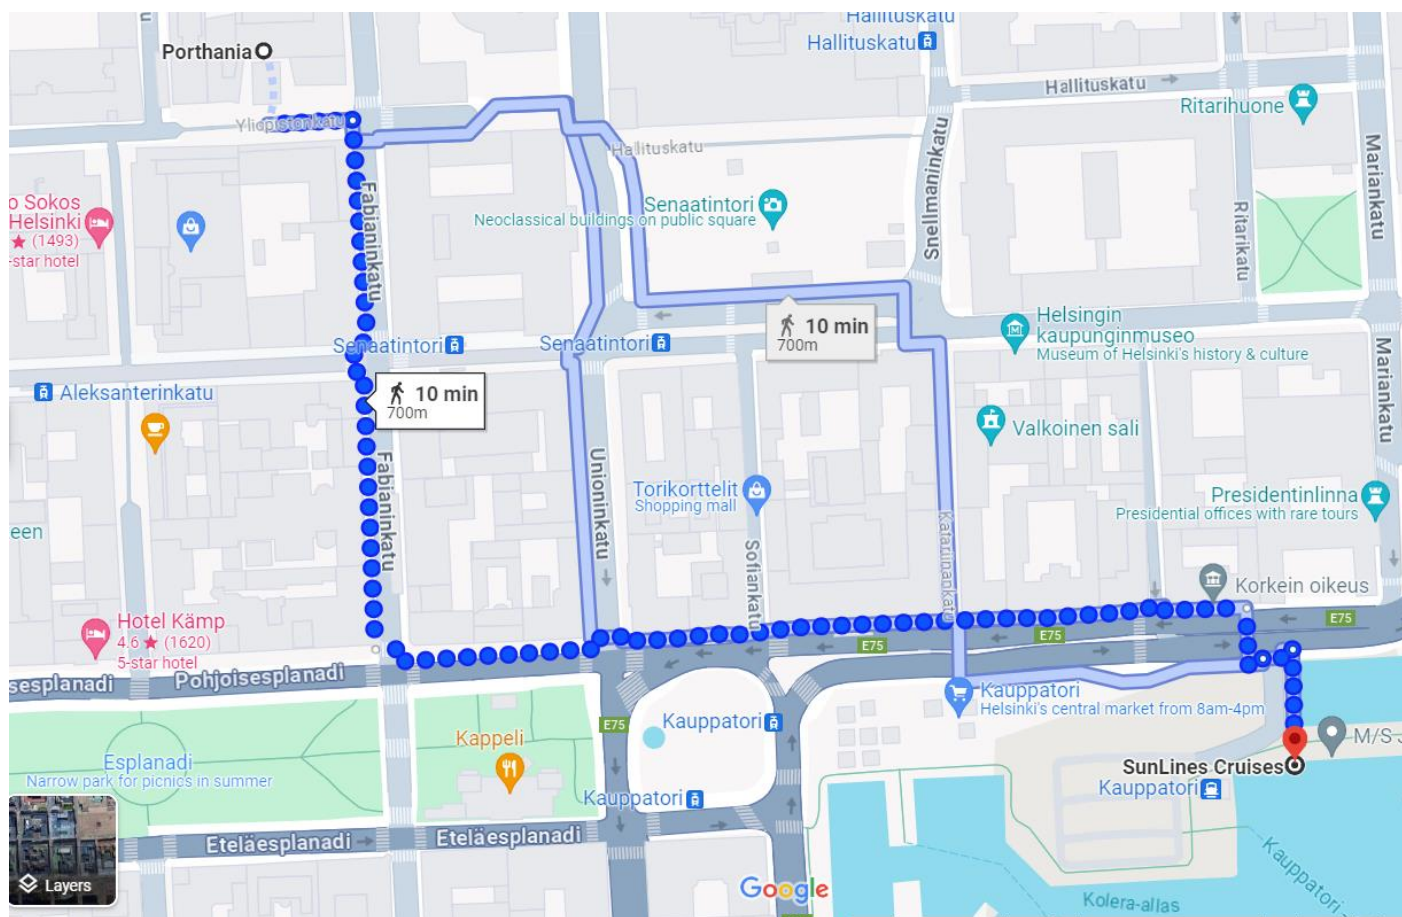 Hallituskatu
Hallituskatu
Porthania
Hallituskatu
Ritarihuone
Yliopistonkatu
Hallituskatu
Snellmaninkatu
Mariankatu
Fabianinkatu
o Sokos
Helsinki
★ (1493)
-star hotel
Senaatintori
Neoclassical buildings on public square
Ritarikatu
Senaatintori
Senaatintori
10 min
700m
Helsingin
kaupunginmuseo
Museum of Helsinki's history & culture
Mariankatu
Aleksanterinkatu
10 min
700m
Valkoinen sali
Fabianinkatu
Unioninkatu
Torikorttelit
Shopping mall
Sofiankatu
Katariinankatu
Presidentinlinna
Presidential offices with rare tours
een
Korkein oikeus
Hotel Kämp
4.6 ★ (1620)
5-star hotel
E75
E75
E75
sesplanadi
Pohjoisesplanadi
E75
Kauppatori
Kauppatori
Helsinki's central market from 8am-4pm
Kappeli
Esplanadi
Narrow park for picnics in summer
M/S J
SunLines Cruises
Kauppatori
Kauppatori
Eteläesplanadi
Eteläesplanadi
Layers
Google
Kauppatori
Kolera-allas